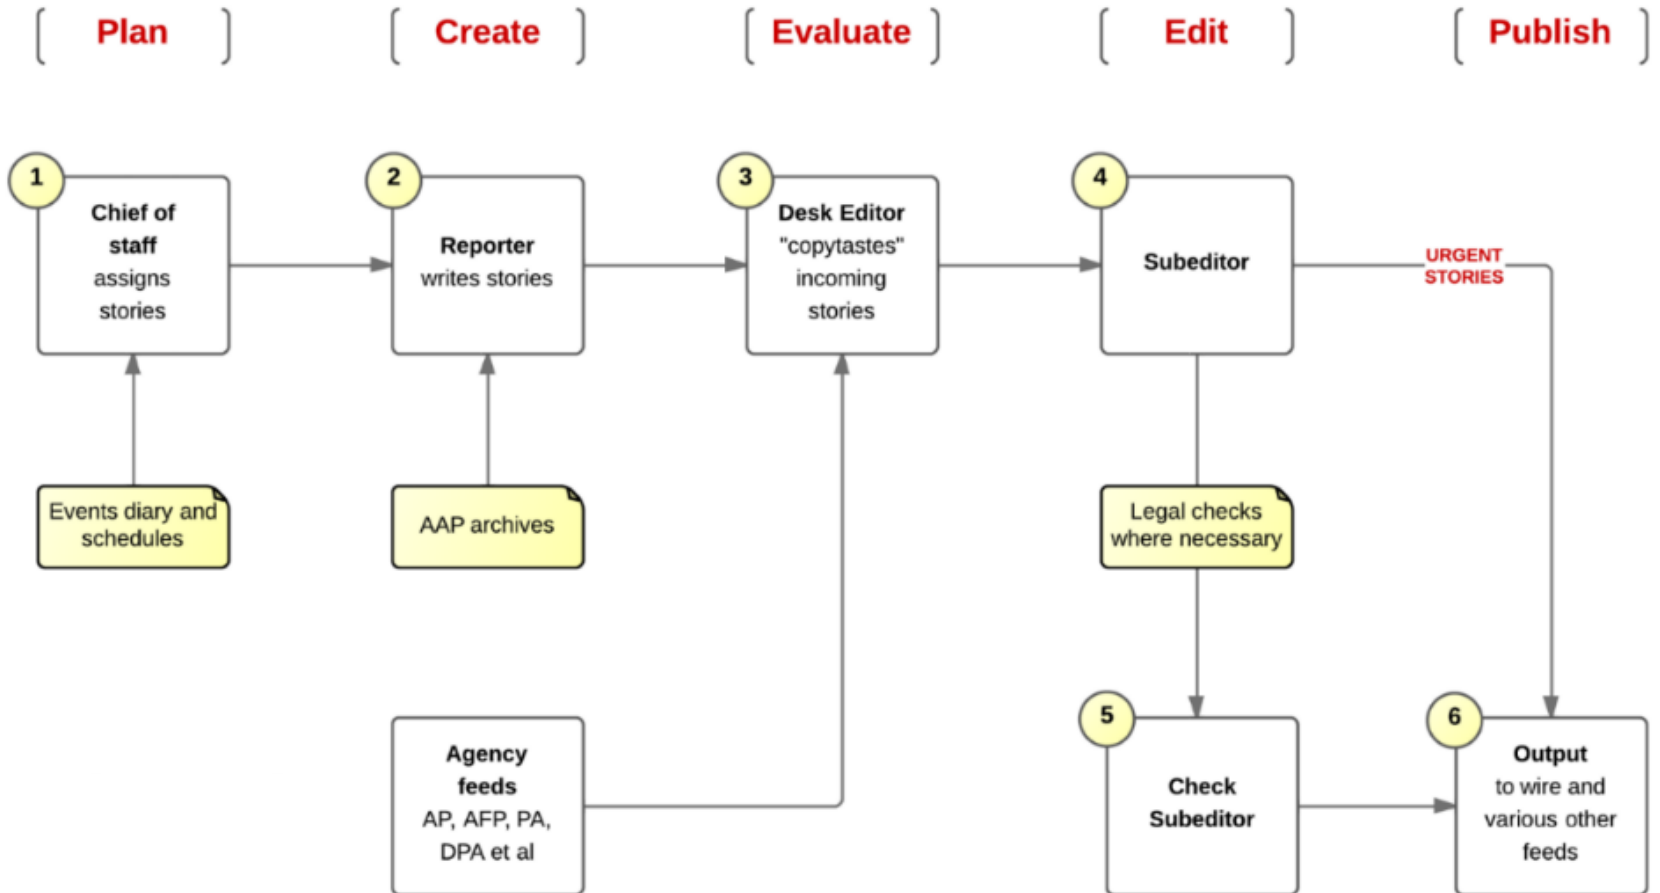 Plan
Create
Evaluate
Edit
Publish
1
Chief of
staff
assigns
stories
2
Reporter
writes stories
3
Desk Editor
"copytastes"
incoming
stories
4
Subeditor
URGENT
STORIES
Events diary and
schedules
AAP archives
Legal checks
where necessary
Agency
feeds
AP, AFP, PA,
DPA et al
5
Check
Subeditor
6
Output
to wire and
various other
feeds